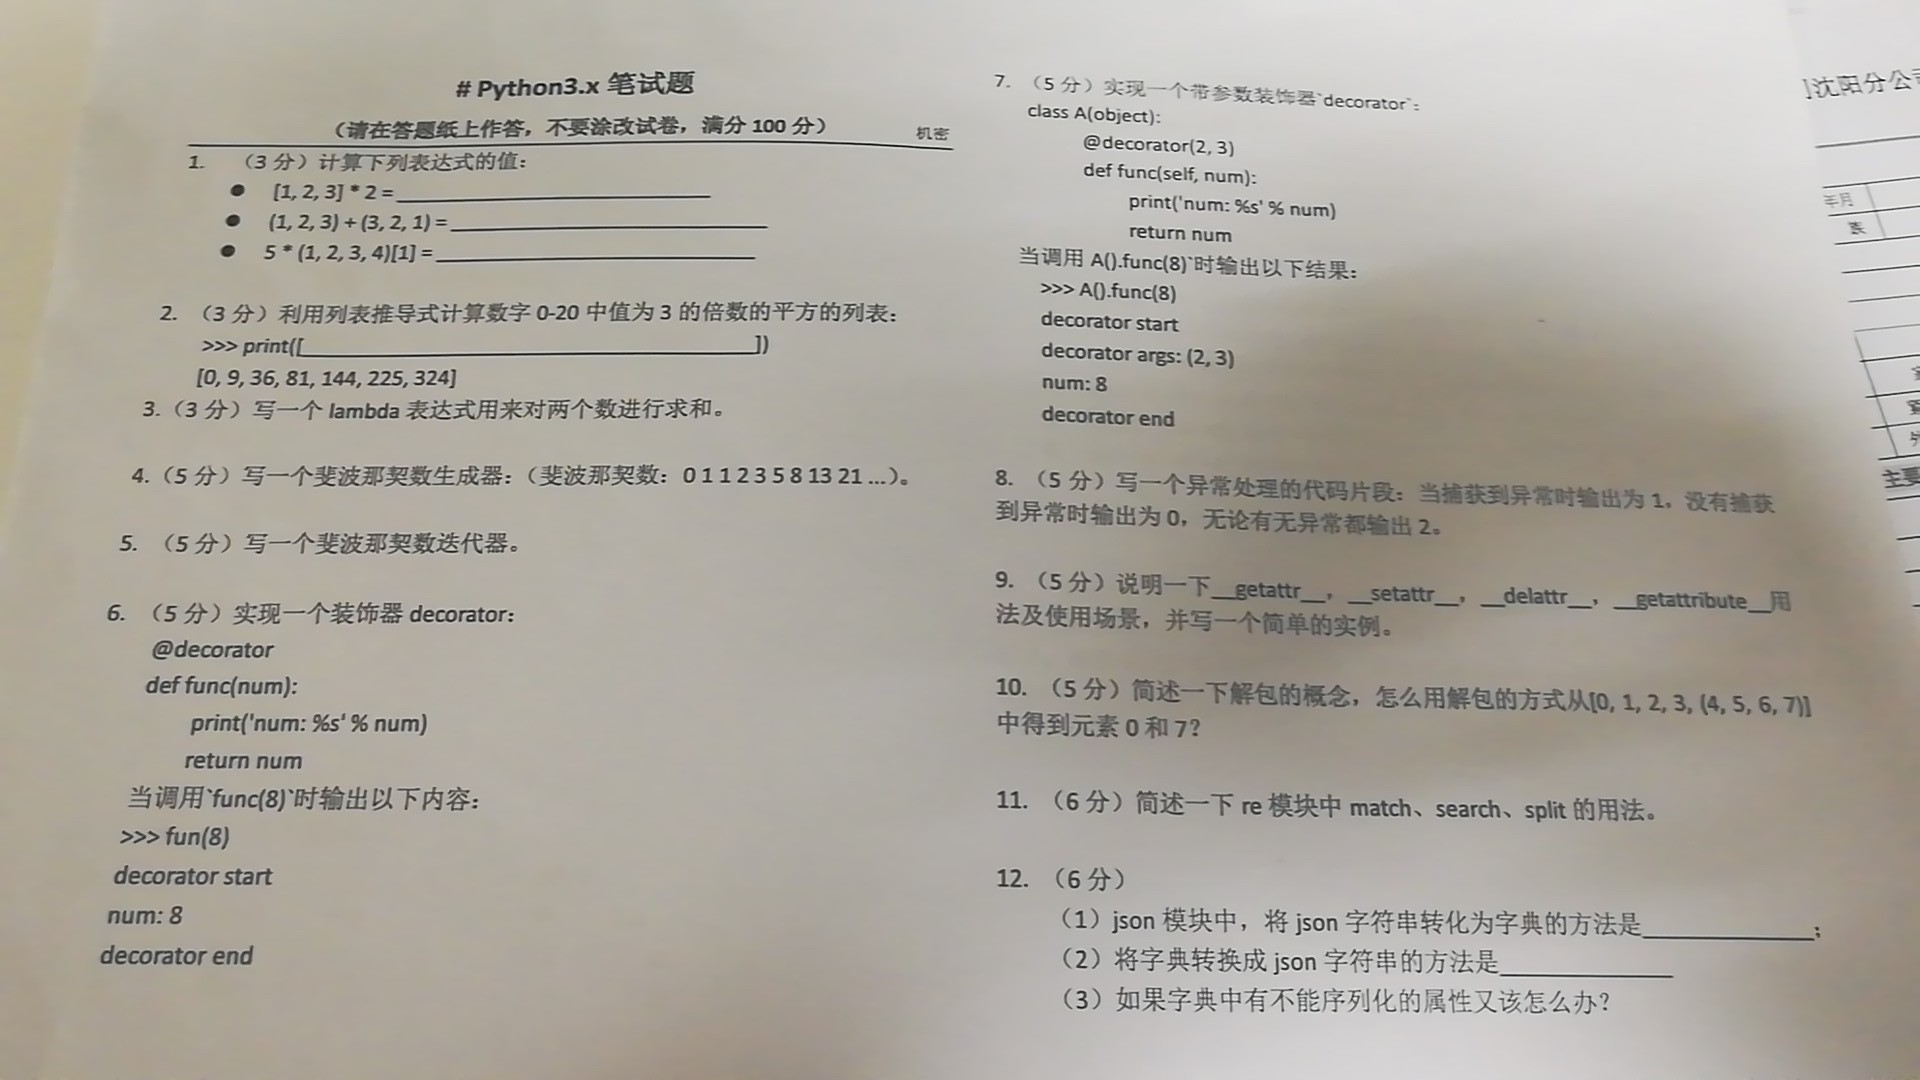 # Python3.x 笔试题
（请在答题纸上作答，不要涂改试卷，满分 100 分） 机密
1. （3 分）计算下列表达式的值：
● [1, 2, 3] * 2 =
● (1, 2, 3) + (3, 2, 1) =
● 5 * (1, 2, 3, 4)[1] =
2. （3 分）利用列表推导式计算数字 0-20 中值为 3 的倍数的平方的列表：
>>> print([____________________])
[0, 9, 36, 81, 144, 225, 324]
3.（3 分）写一个 lambda 表达式用来对两个数进行求和。
4.（5 分）写一个斐波那契数生成器：（斐波那契数：0 1 1 2 3 5 8 13 21 ...）。
5. （5 分）写一个斐波那契数迭代器。
6. （5 分）实现一个装饰器 decorator：
@decorator
def func(num):
print('num: %s' % num)
return num
当调用`func(8)`时输出以下内容：
>>> fun(8)
decorator start
num: 8
decorator end
7. （5 分）实现一个带参数装饰器`decorator`：
class A(object):
@decorator(2, 3)
def func(self, num):
print('num: %s' % num)
return num
当调用 A().func(8)`时输出以下结果：
>>> A().func(8)
decorator start
decorator args: (2, 3)
num: 8
decorator end
8. （5 分）写一个异常处理的代码片段：当捕获到异常时输出为 1，没有捕获
到异常时输出为 0，无论有无异常都输出 2。
9. （5 分）说明一下__getattr__，__setattr__，__delattr__，__getattribute__用
法及使用场景，并写一个简单的实例。
10. （5 分）简述一下解包的概念，怎么用解包的方式从[0, 1, 2, 3, (4, 5, 6, 7)]
中得到元素 0 和 7？
11. （6 分）简述一下 re 模块中 match、search、split 的用法。
12. （6 分）
（1）json 模块中，将 json 字符串转化为字典的方法是____________；
（2）将字典转换成 json 字符串的方法是____________
（3）如果字典中有不能序列化的属性又该怎么办？
沈阳分公司
年月
族
主要